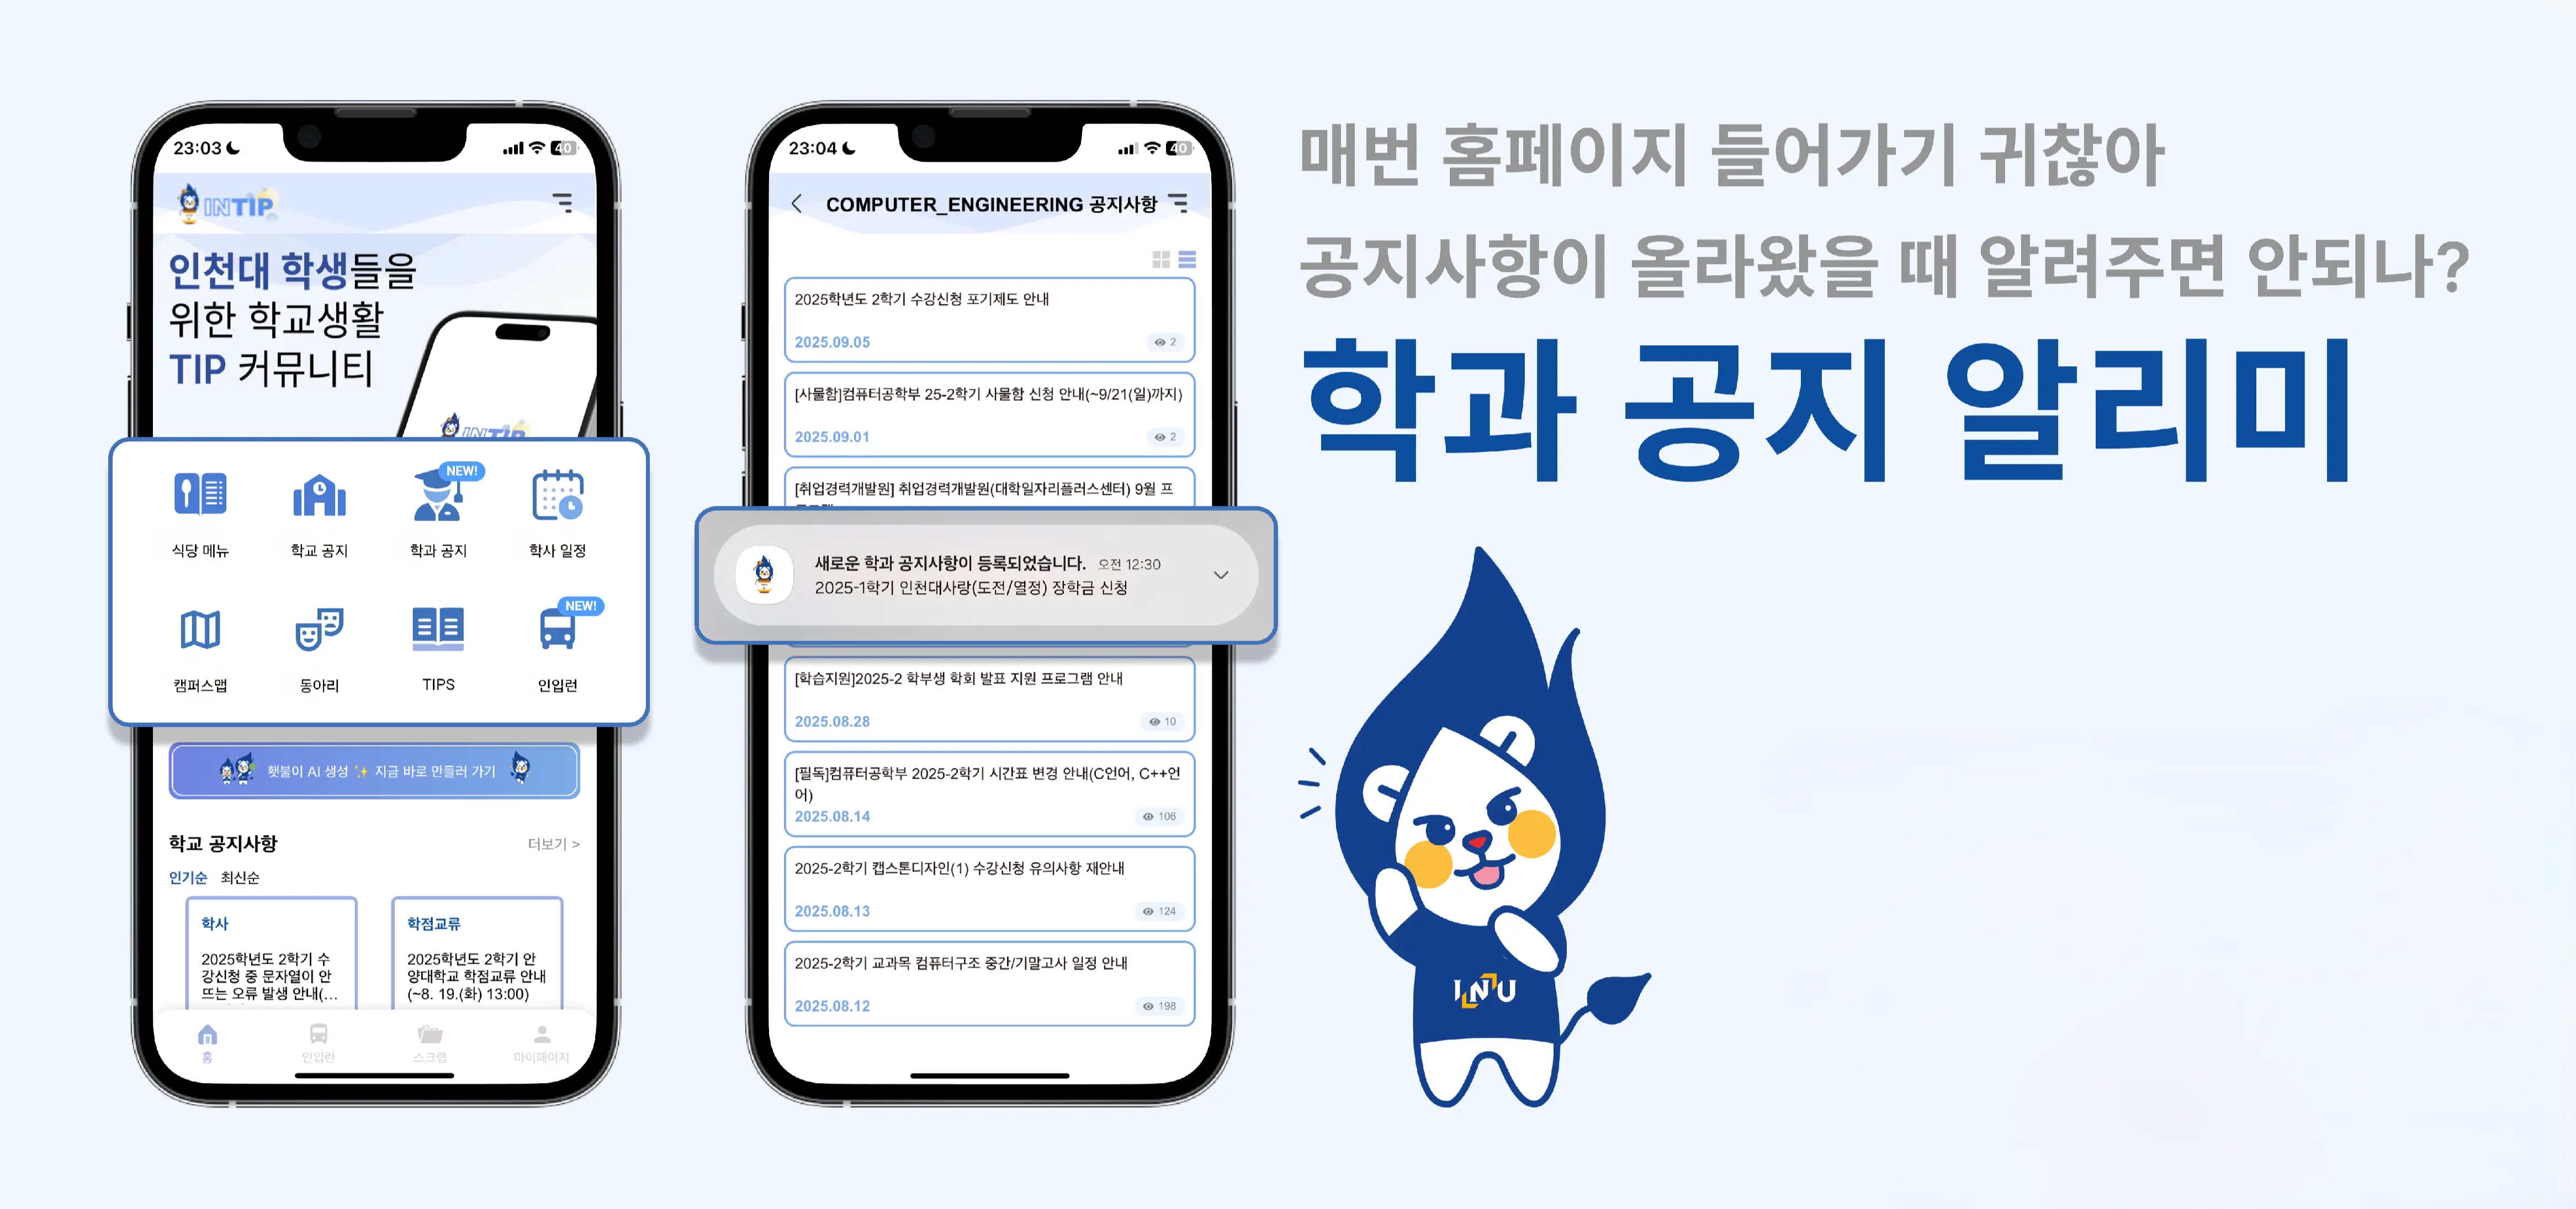 23:03
40
INTIP
인천대 학생들을
위한 학교생활
TIP 커뮤니티
INTIP
NEW!
식당 메뉴
학교 공지
학과 공지
학사 일정
NEW!
캠퍼스맵
동아리
TIPS
인입런
횃불이 AI 생성 ✨ 지금 바로 만들러 가기
학교 공지사항
더보기 >
인기순 최신순
학사
2025학년도 2학기 수
강신청 중 문자열이 안
뜨는 오류 발생 안내(...
학점교류
2025학년도 2학기 안
양대학교 학점교류 안내
(~8. 19.(화) 13:00)
홈
인입런
스크랩
마이페이지
23:04
40
COMPUTER_ENGINEERING 공지사항
2025학년도 2학기 수강신청 포기제도 안내
2025.09.05
2
[사물함]컴퓨터공학부 25-2학기 사물함 신청 안내(~9/21(일)까지)
2025.09.01
2
[취업경력개발원] 취업경력개발원(대학일자리플러스센터) 9월 프
새로운 학과 공지사항이 등록되었습니다. 오전 12:30
2025-1학기 인천대사랑(도전/열정) 장학금 신청
[학습지원]2025-2 학부생 학회 발표 지원 프로그램 안내
2025.08.28
10
[필독]컴퓨터공학부 2025-2학기 시간표 변경 안내(C언어, C++언
어)
2025.08.14
106
2025-2학기 캡스톤디자인(1) 수강신청 유의사항 재안내
2025.08.13
124
2025-2학기 교과목 컴퓨터구조 중간/기말고사 일정 안내
2025.08.12
198
매번 홈페이지 들어가기 귀찮아
공지사항이 올라왔을 때 알려주면 안되나?
학과 공지 알리미
INU